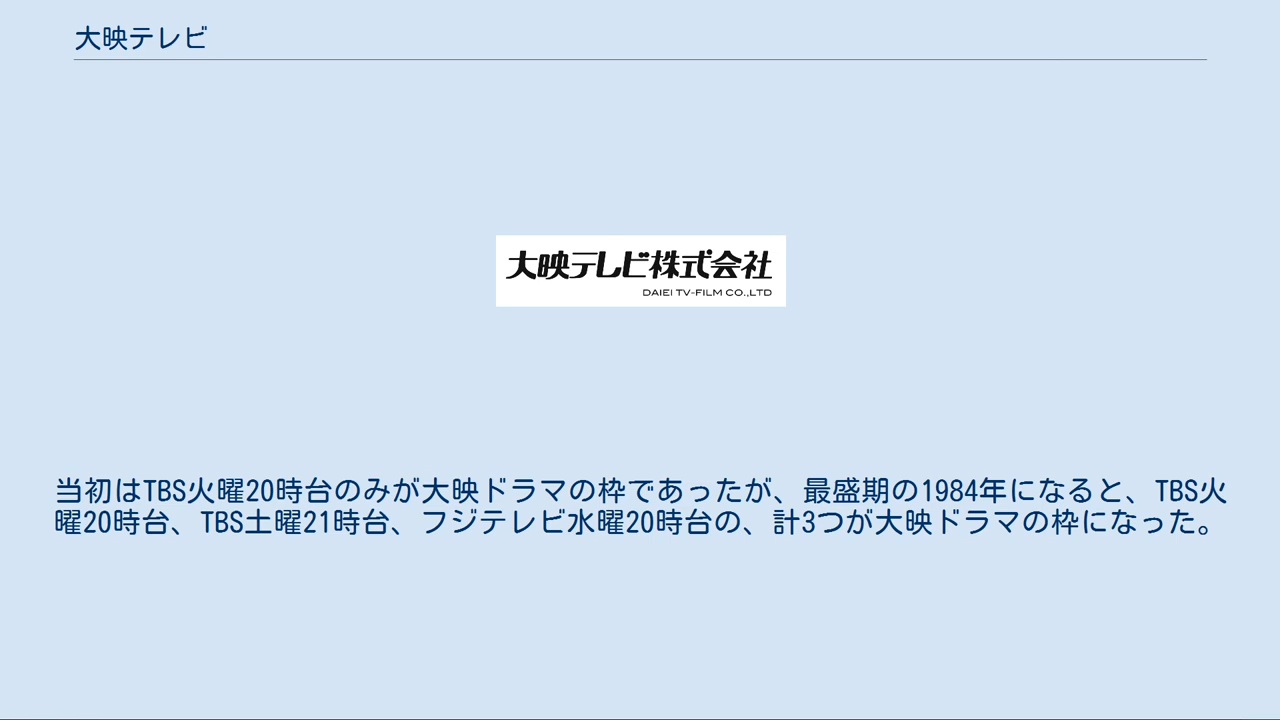 大映テレビ
大映テレビ株式会社
DAIEI TV-FILM CO.,LTD
当初はTBS火曜20時台のみが大映ドラマの枠であったが、最盛期の1984年になると、TBS火
曜20時台、TBS土曜21時台、フジテレビ水曜20時台の、計3つが大映ドラマの枠になった。